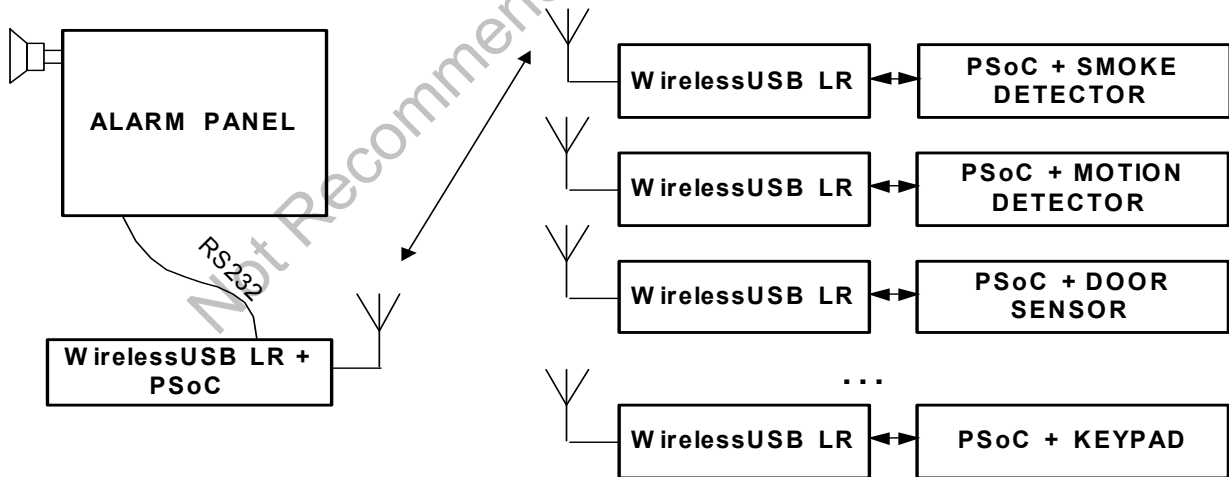 ALARM PANEL
RS232
WirelessUSB LR +
PSoC
WirelessUSB LR
PSoC + SMOKE
DETECTOR
WirelessUSB LR
PSoC + MOTION
DETECTOR
WirelessUSB LR
PSoC + DOOR
SENSOR
...
WirelessUSB LR
PSoC + KEYPAD
Not